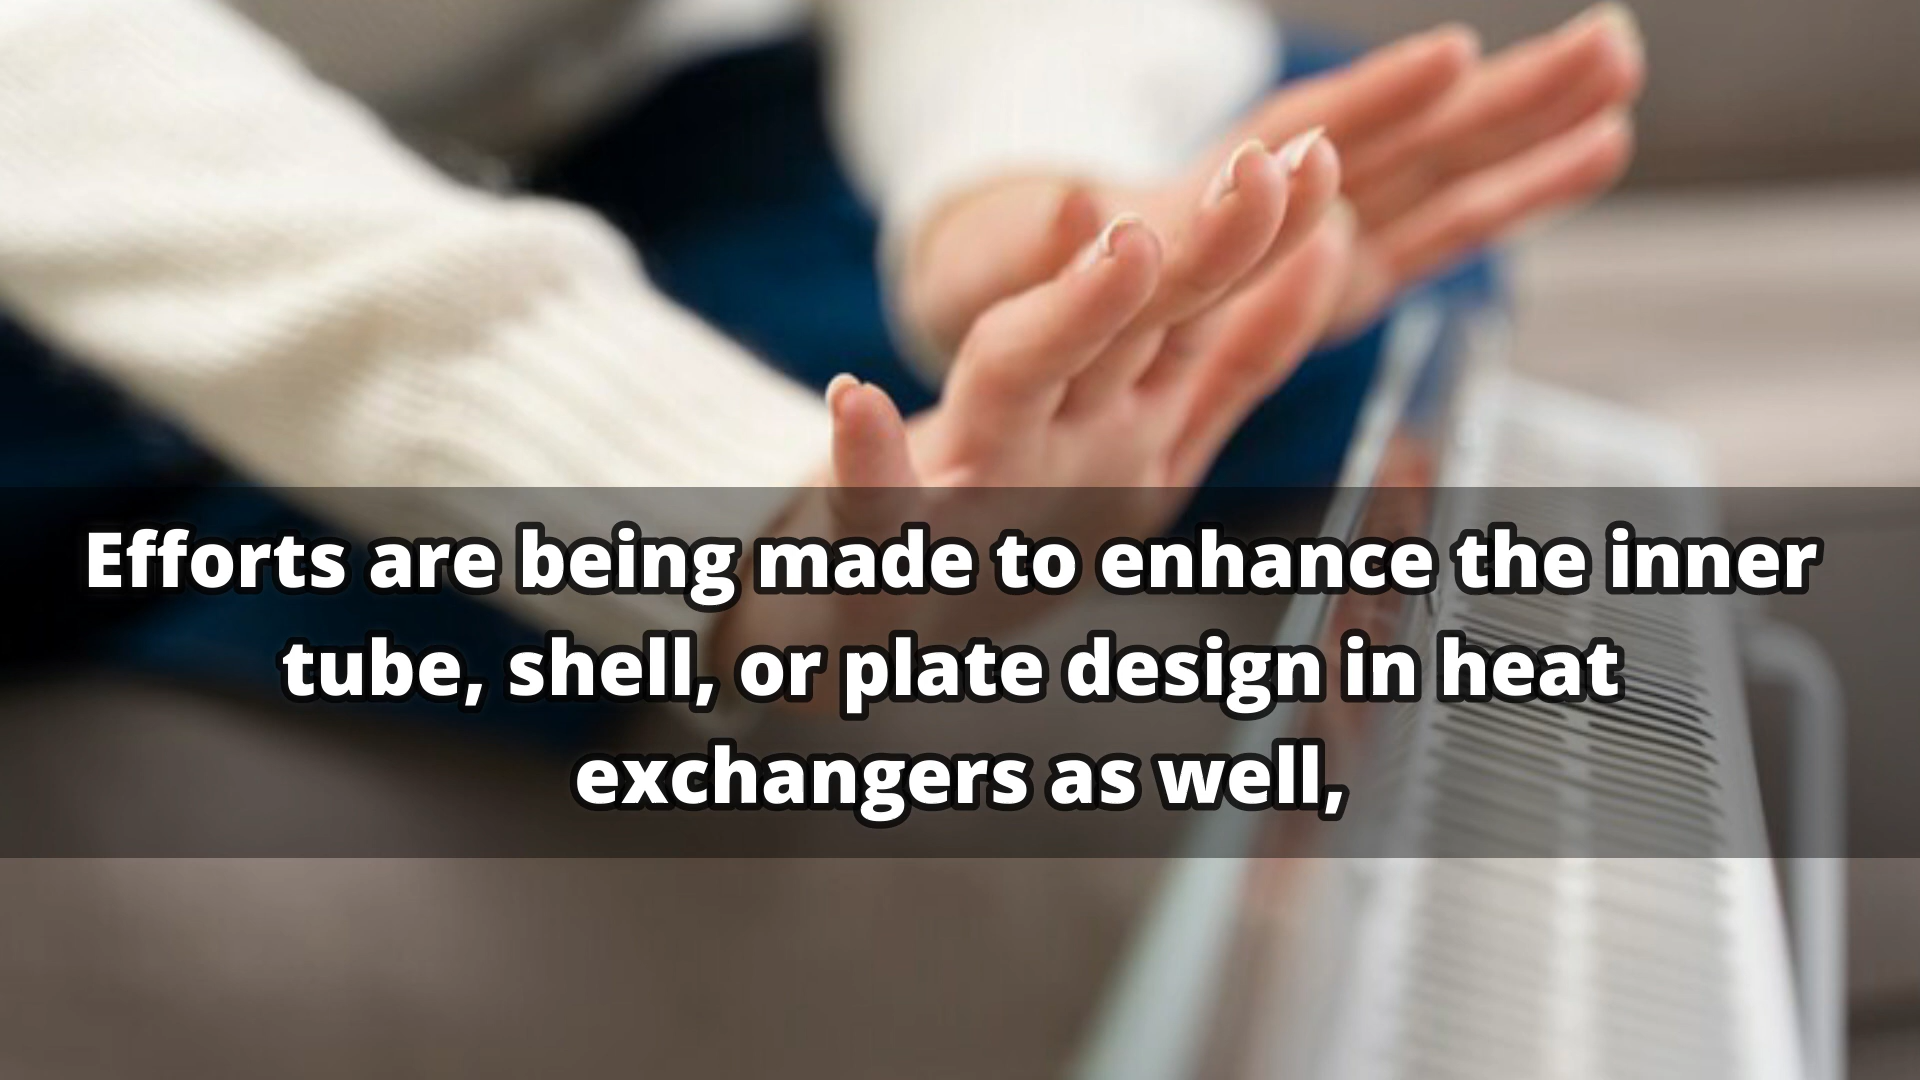 Efforts are being made to enhance the inner
tube, shell, or plate design in heat
exchangers as well,